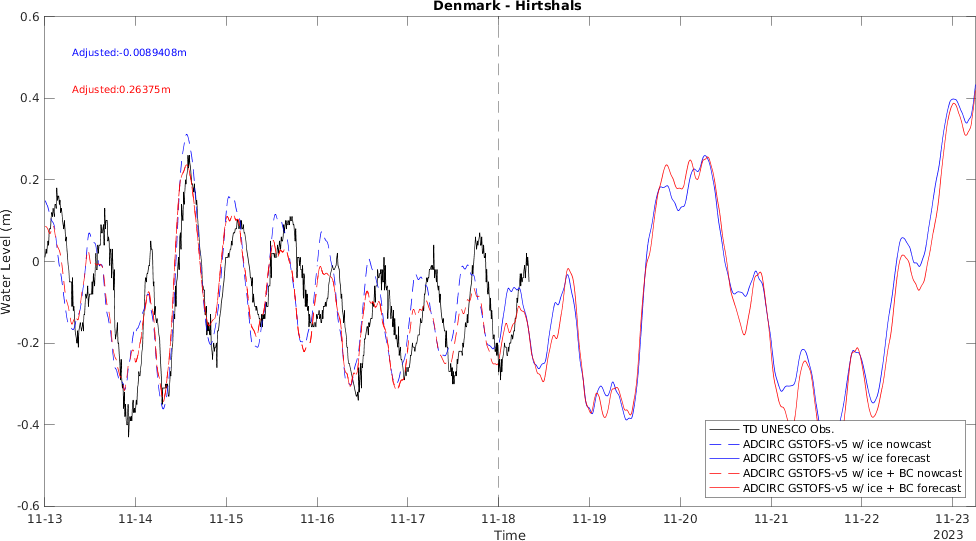 Denmark - Hirtshals
0.6
0.4
0.2
0
-0.2
-0.4
-0.6
Water Level (m)
Adjusted:-0.0089408m
Adjusted:0.26375m
TD UNESCO Obs.
ADCIRC GSTOFS-v5 w/ ice nowcast
ADCIRC GSTOFS-v5 w/ ice forecast
ADCIRC GSTOFS-v5 w/ ice + BC nowcast
ADCIRC GSTOFS-v5 w/ ice + BC forecast
11-13 11-14 11-15 11-16 11-17 11-18 11-19 11-20 11-21 11-22 11-23
2023
Time